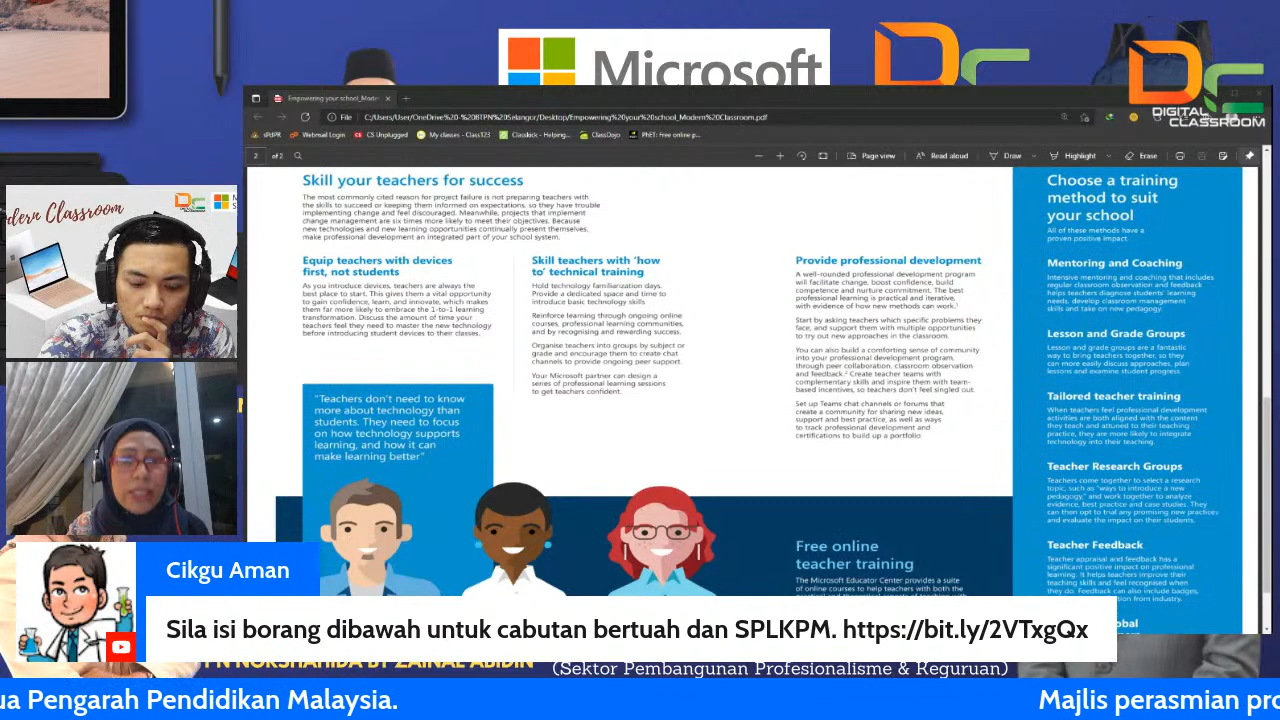 Microsoft
DIGITAL
CLASSROOM
Empowering your school_Mode
File
C:/Users/User/OneDrive%20-%20BTPN%20Selangor/Desktop/Empowering%20your%20school_Modern%20Classroom.pdf
sPdPR
Webmail Login
CS Unplugged
My classes - Class123
Classkick - Helping...
ClassDojo
PhET: Free online p...
2
of 2
Page view
Read aloud
Draw
Highlight
Erase
Skill your teachers for success
The most commonly cited reason for project failure is not preparing teachers with
the skills to succeed or keeping them informed on expectations, so they have trouble
implementing change and feel discouraged. Meanwhile, projects that implement
change management are six times more likely to meet their objectives. Because
new technologies and new learning opportunities continually present themselves,
make professional development an integrated part of your school system.
Equip teachers with devices
first, not students
As you introduce devices, teachers are always the
best place to start. This gives them a vital opportunity
to gain confidence, learn, and innovate, which makes
them far more likely to embrace the 1-to-1 learning
transformation. Discuss the amount of time your
teachers feel they need to master the new technology
before introducing student devices to their classes.
"Teachers don't need to know
more about technology than
students. They need to focus
on how technology supports
learning, and how it can
make learning better"
Skill teachers with 'how
to' technical training
Hold technology familiarization days.
Provide a dedicated space and time to
introduce basic technology skills
Reinforce learning through ongoing online
courses, professional learning communities,
and by recognising and rewarding success.
Organise teachers into groups by subject or
grade and encourage them to create chat
channels to provide ongoing peer support.
Your Microsoft partner can design a
series of professional learning sessions
to get teachers confident.
Provide professional development
A well-rounded professional development program
will facilitate change, boost confidence, build
competence and nurture commitment. The best
professional learning is practical and iterative,
with evidence of how new methods can work.¹
Start by asking teachers which specific problems they
face, and support them with multiple opportunities
to try out new approaches in the classroom.
You can also build a comforting sense of community
into your professional development program,
through peer collaboration, classroom observation
and feedback.² Create teacher teams with
complementary skills and inspire them with team-
based incentives, so teachers don't feel singled out.
Set up Teams chat channels or forums that
create a community for sharing new ideas,
support and best practice, as well as ways
to track professional development and
certifications to build up a portfolio
Free online
teacher training
The Microsoft Educator Center provides a suite
of online courses to help teachers with both the
Choose a training
method to suit
your school
All of these methods have a
proven positive impact.
Mentoring and Coaching
Intensive mentoring and coaching that includes
regular classroom observation and feedback
helps teachers diagnose students' learning
needs, develop classroom management
skills and take on new pedagogy.
Lesson and Grade Groups
Lesson and grade groups are a fantastic
way to bring teachers together, so they
can more easily discuss approaches, plan
lessons and examine student progress.
Tailored teacher training
When teachers feel professional development
activities are both aligned with the content
they teach and attuned to their teaching
practice, they are more likely to integrate
technology into their teaching.
Teacher Research Groups
Teachers come together to select a research
topic, such as "ways to introduce a new
pedagogy," and work together to analyze
evidence, best practice and case studies. They
can then opt to trial any promising new practices
and evaluate the impact on their students.
Teacher Feedback
Teacher appraisal and feedback has a
significant positive impact on professional
learning. It helps teachers improve their
teaching skills and feel recognised when
they do. Feedback can also include badges,
from industry.
obal
odern Classroom
Cikgu Aman
Sila isi borang dibawah untuk cabutan bertuah dan SPLKPM. https://bit.ly/2VTxgQx
PN NORSHAHIDA BT ZAINAL ABIDIN
(Sektor Pembangunan Profesionalisme & Keguruan)
ua Pengarah Pendidikan Malaysia.
Majlis perasmian pro